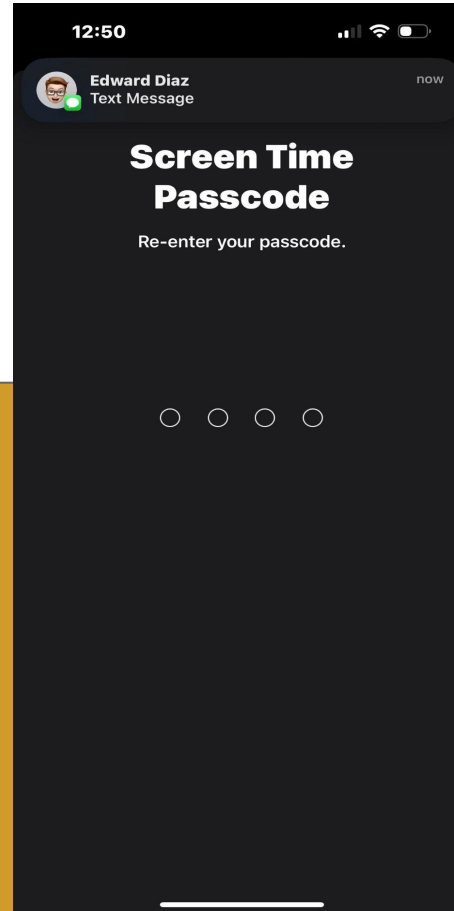 12:50
Edward Diaz
now
Text Message
Screen Time
Passcode
Re-enter your passcode.